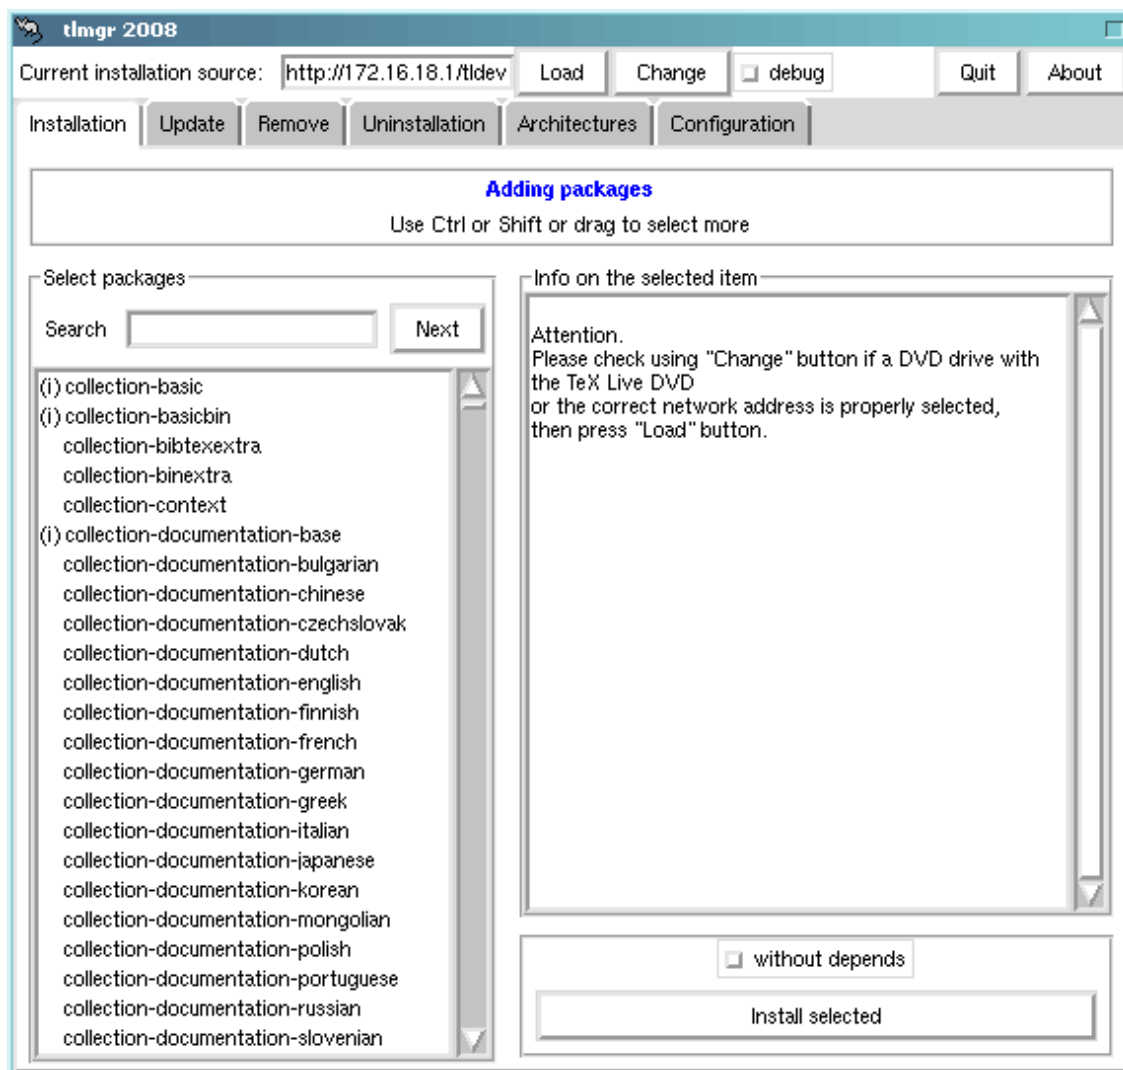 tlmgr 2008
Current installation source: http://172.16.18.1/tldev Load Change debug Quit About
Installation Update Remove Uninstallation Architectures Configuration
Adding packages
Use Ctrl or Shift or drag to select more
Select packages
Search Next
(i) collection-basic
(i) collection-basicbin
collection-bibtexextra
collection-binextra
collection-context
(i) collection-documentation-base
collection-documentation-bulgarian
collection-documentation-chinese
collection-documentation-czechslovak
collection-documentation-dutch
collection-documentation-english
collection-documentation-finnish
collection-documentation-french
collection-documentation-german
collection-documentation-greek
collection-documentation-italian
collection-documentation-japanese
collection-documentation-korean
collection-documentation-mongolian
collection-documentation-polish
collection-documentation-portuguese
collection-documentation-russian
collection-documentation-slovenian
Info on the selected item
Attention.
Please check using "Change" button if a DVD drive with
the TeX Live DVD
or the correct network address is properly selected,
then press "Load" button.
without depends
Install selected